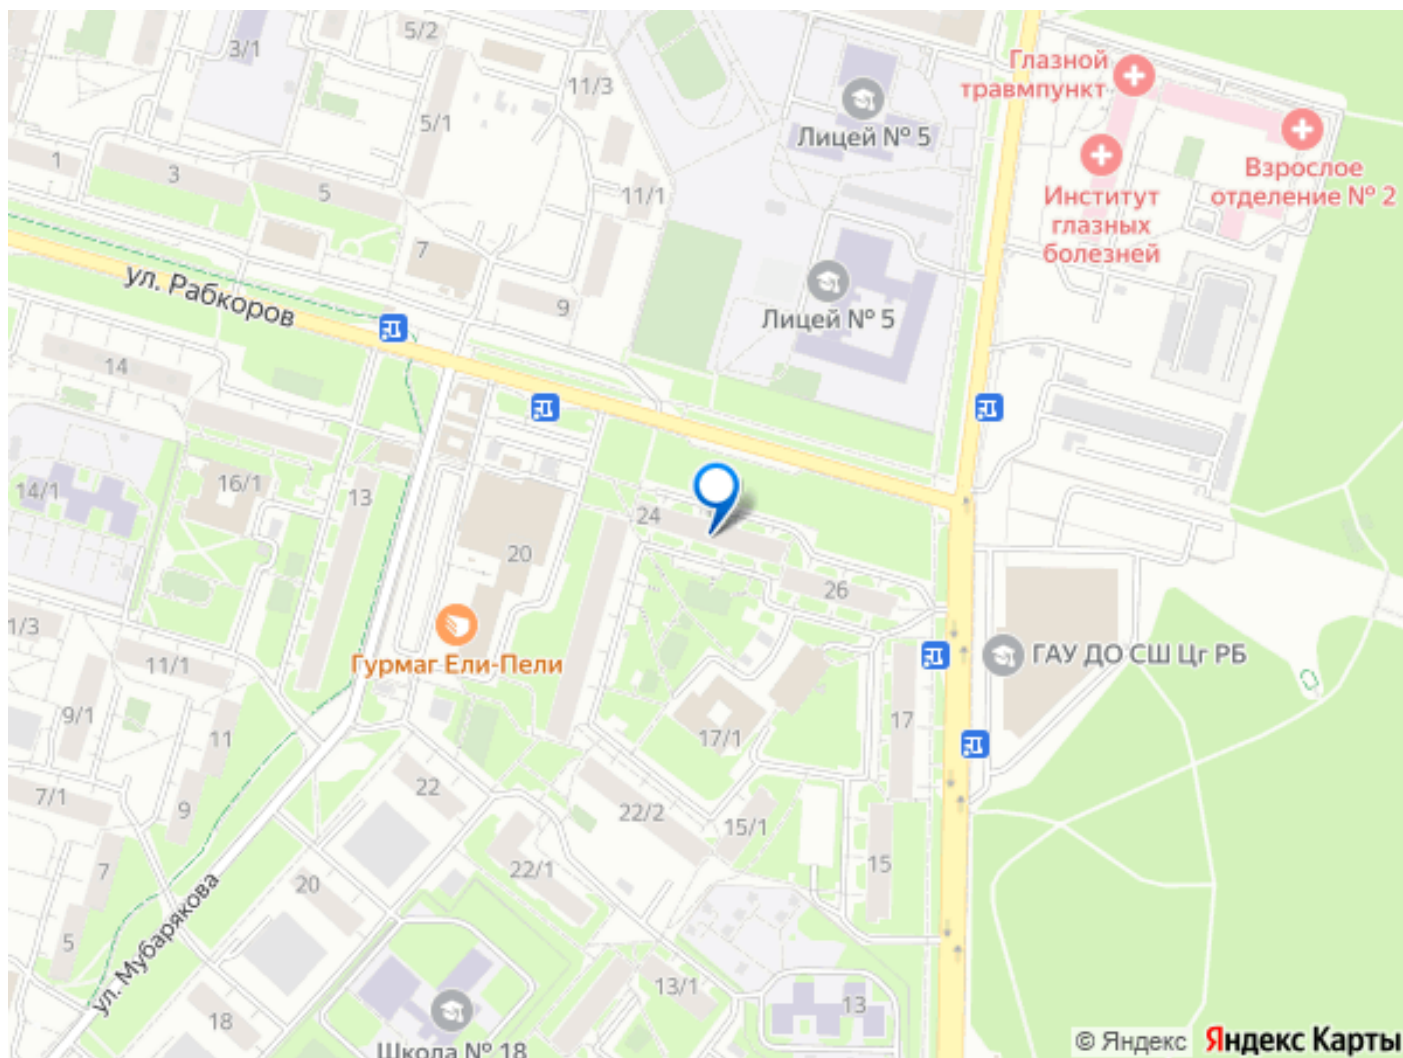 5/2
3/1
Глазной
травмпункт
11/3
5/1
Лицей № 5
1
3
5
11/1
Взрослое
отделение № 2
Институт
глазных
болезней
7
ул. Рабкоров
9
Лицей № 5
14
14/1
16/1
13
24
20
26
1/3
11/1
Гурмаг Ели-Пели
ГАУ ДО СШ Цг РБ
9/1
11
17/1
17
7/1
9
22
22/2
15/1
7
22/1
15
20
5
ул. Мубарякова
18
13/1
13
Школа № 18
© Яндекс Яндекс Карты